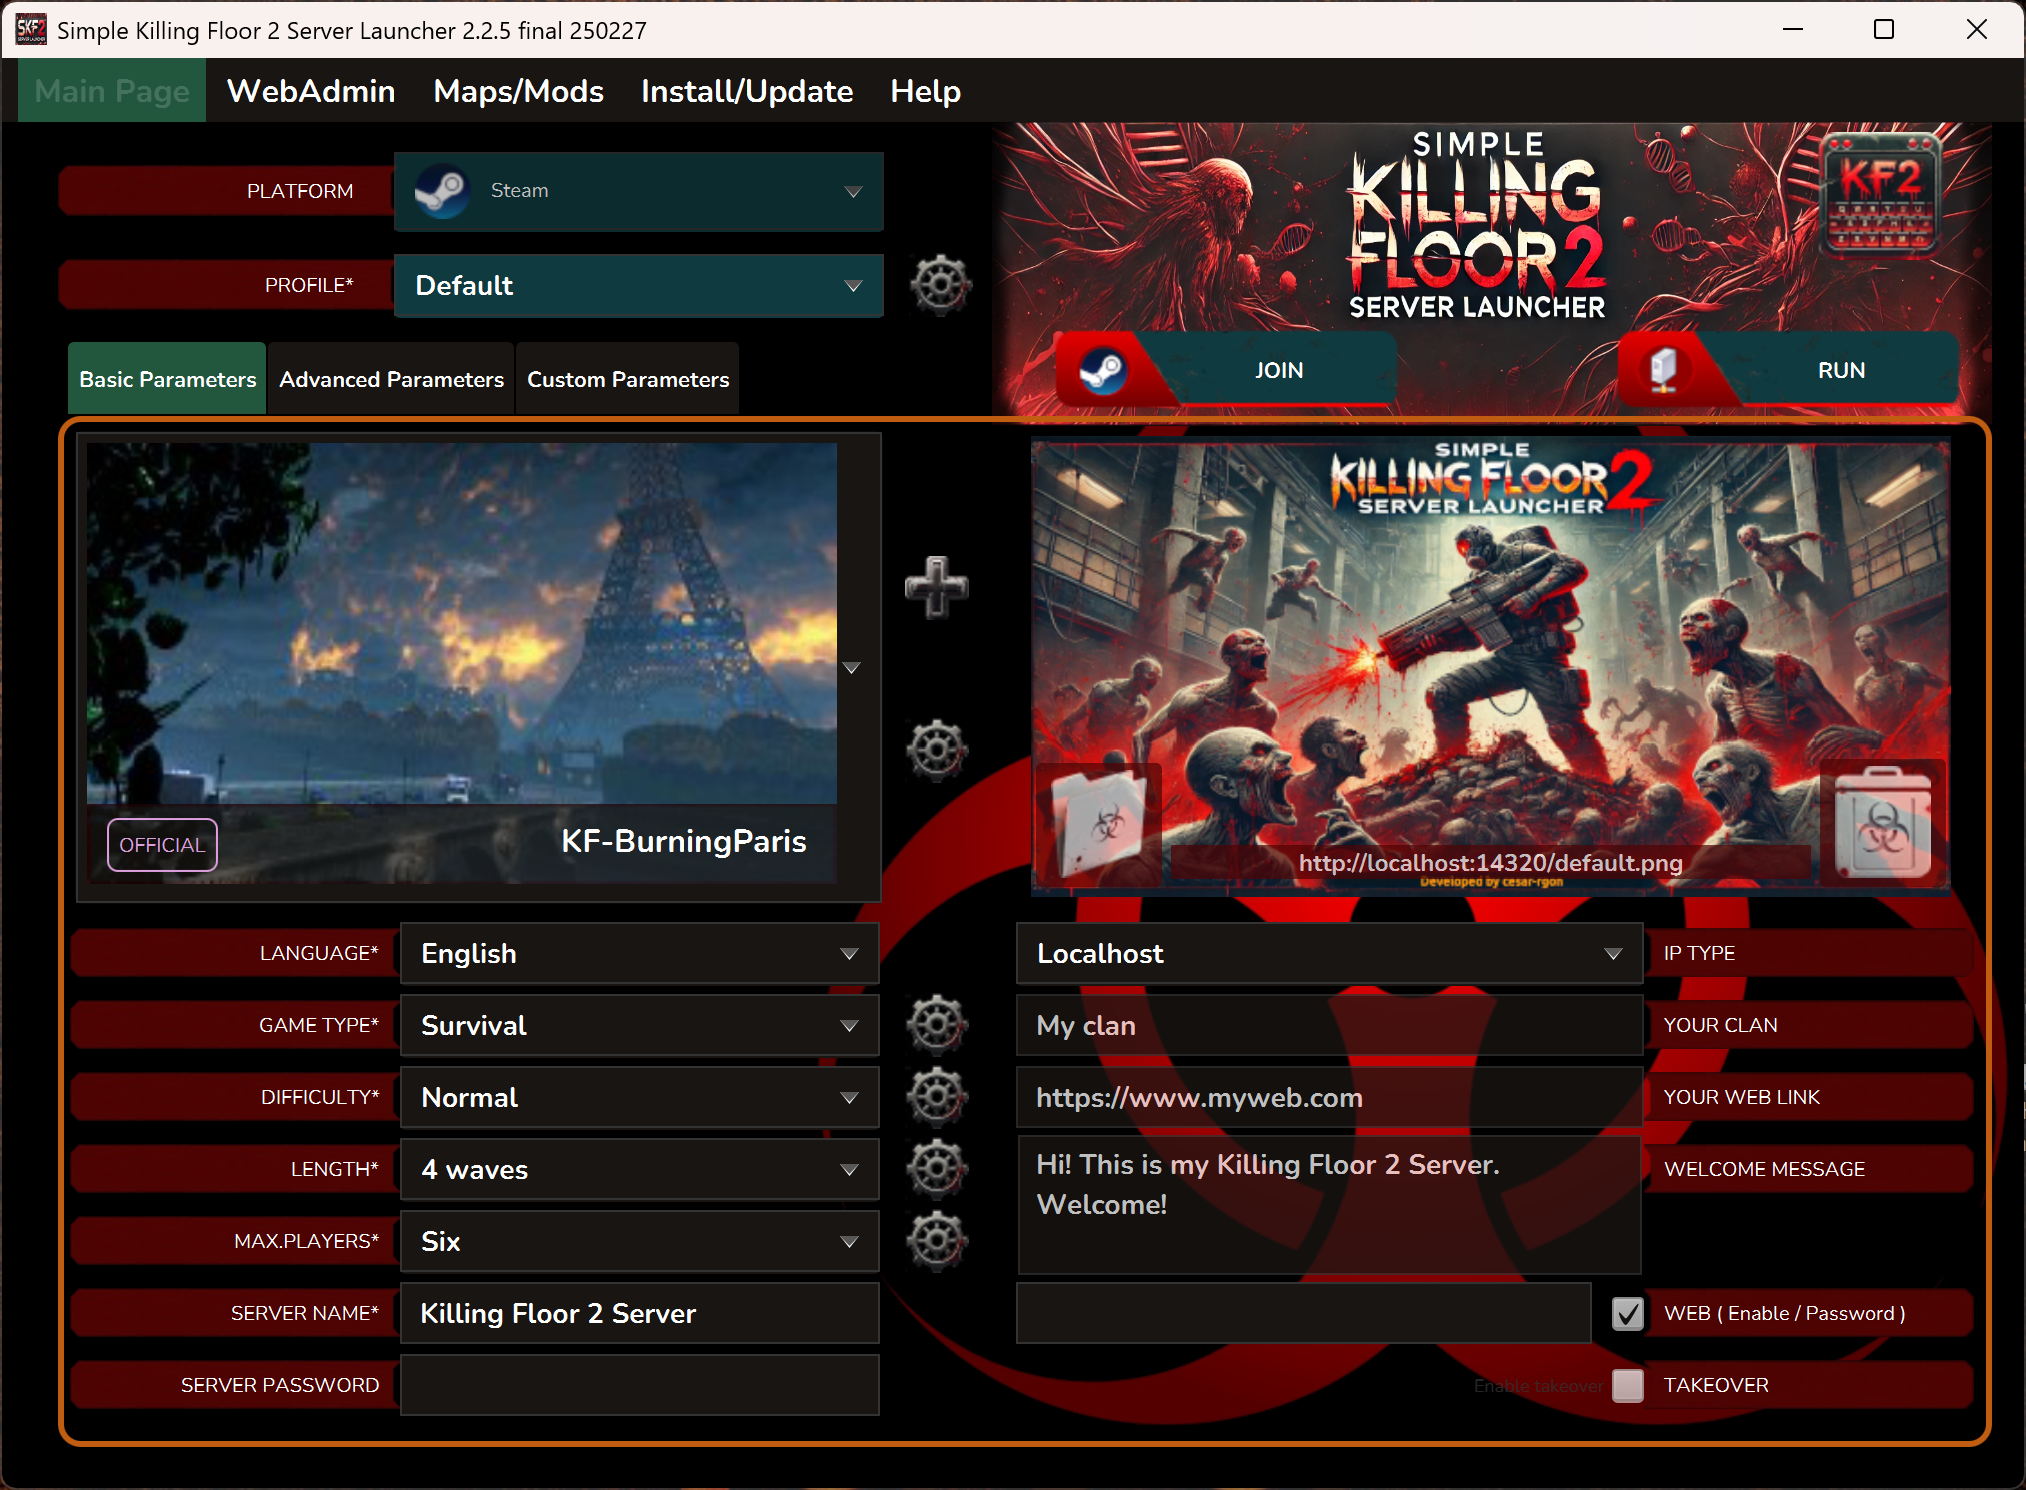 Simple Killing Floor 2 Server Launcher 2.2.5 final 250227
Main Page
WebAdmin
Maps/Mods
Install/Update
Help
PLATFORM
Steam
PROFILE*
Default
SIMPLE
KILLING
FLOOR 2
SERVER LAUNCHER
KF2
JOIN
RUN
Basic Parameters
Advanced Parameters
Custom Parameters
OFFICIAL
KF-BurningParis
SIMPLE
KILLING FLOOR 2
SERVER LAUNCHER
http://localhost:14320/default.png
Developed by cesar-rgon
LANGUAGE*
English
Localhost
IP TYPE
GAME TYPE*
Survival
My clan
YOUR CLAN
DIFFICULTY*
Normal
https://www.myweb.com
YOUR WEB LINK
LENGTH*
4 waves
Hi! This is my Killing Floor 2 Server.
Welcome!
WELCOME MESSAGE
MAX.PLAYERS*
Six
SERVER NAME*
Killing Floor 2 Server
WEB ( Enable / Password )
SERVER PASSWORD
Enable takeover
TAKEOVER